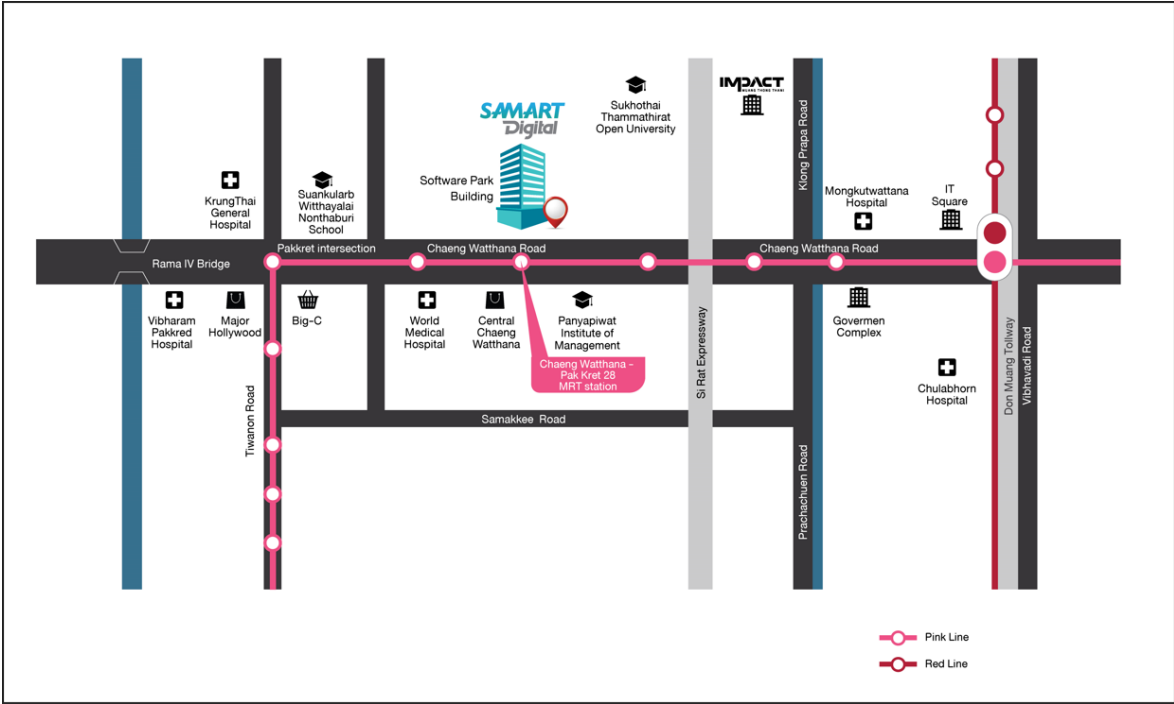 IMPACT
MUANG THONG THANI
SAMART
Digital
Sukhothai
Thammathirat
Open University
Klong Prapa Road
Software Park
Building
KrungThai
General
Hospital
Suankularb
Witthayalai
Nonthaburi
School
Mongkutwattana
Hospital
IT
Square
Pakkret intersection
Chaeng Watthana Road
Chaeng Watthana Road
Rama IV Bridge
Vibharam
Pakkred
Hospital
Major
Hollywood
Big-C
World
Medical
Hospital
Central
Chaeng
Watthana
Panyapiwat
Institute of
Management
Govermen
Complex
Chaeng Watthana –
Pak Kret 28
MRT station
Si Rat Expressway
Chulabhorn
Hospital
Don Muang Tollway
Vibhavadi Road
Tiwanon Road
Samakkee Road
Prachachuen Road
Pink Line
Red Line